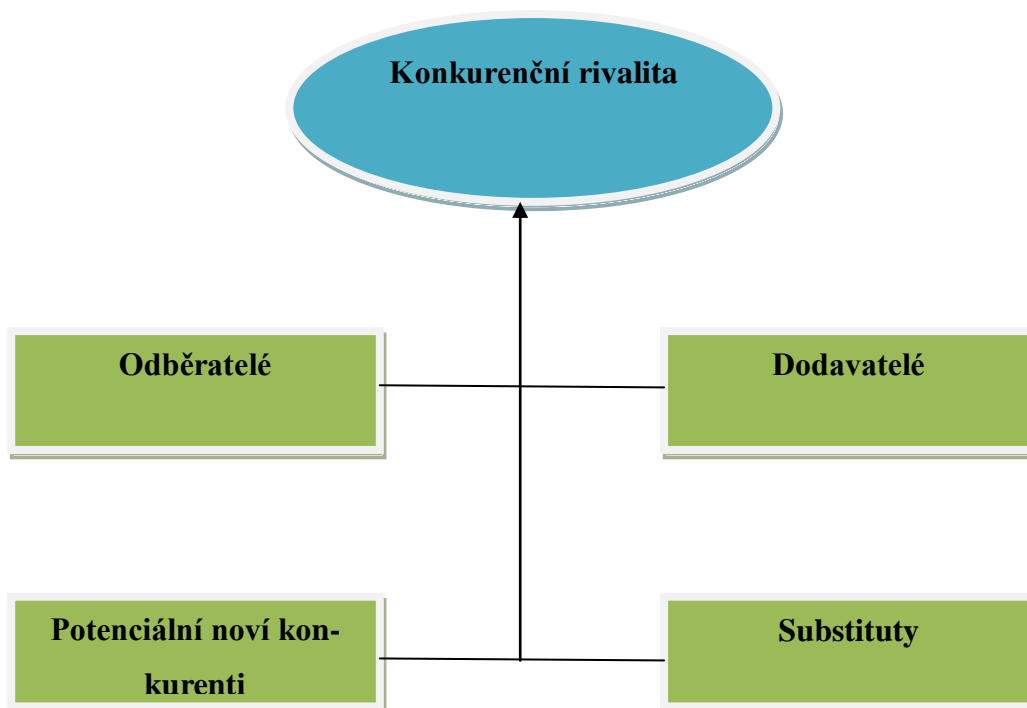 Konkurenční rivalita
Odběratelé
Dodavatelé
Potenciální noví kon-
kurenti
Substituty